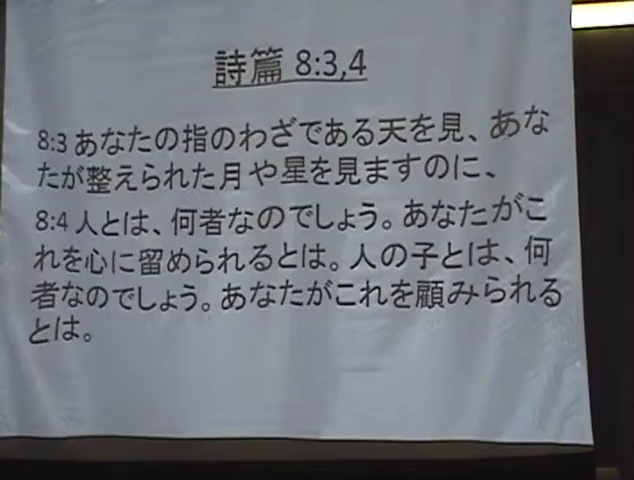 詩篇 8:3,4
8:3 あなたの指のわざである天を見、あな
たが整えられた月や星を見ますのに、
8:4 人とは、何者なのでしょう。あなたがこ
れを心に留められるとは。人の子とは、何
者なのでしょう。あなたがこれを顧みられる
とは。